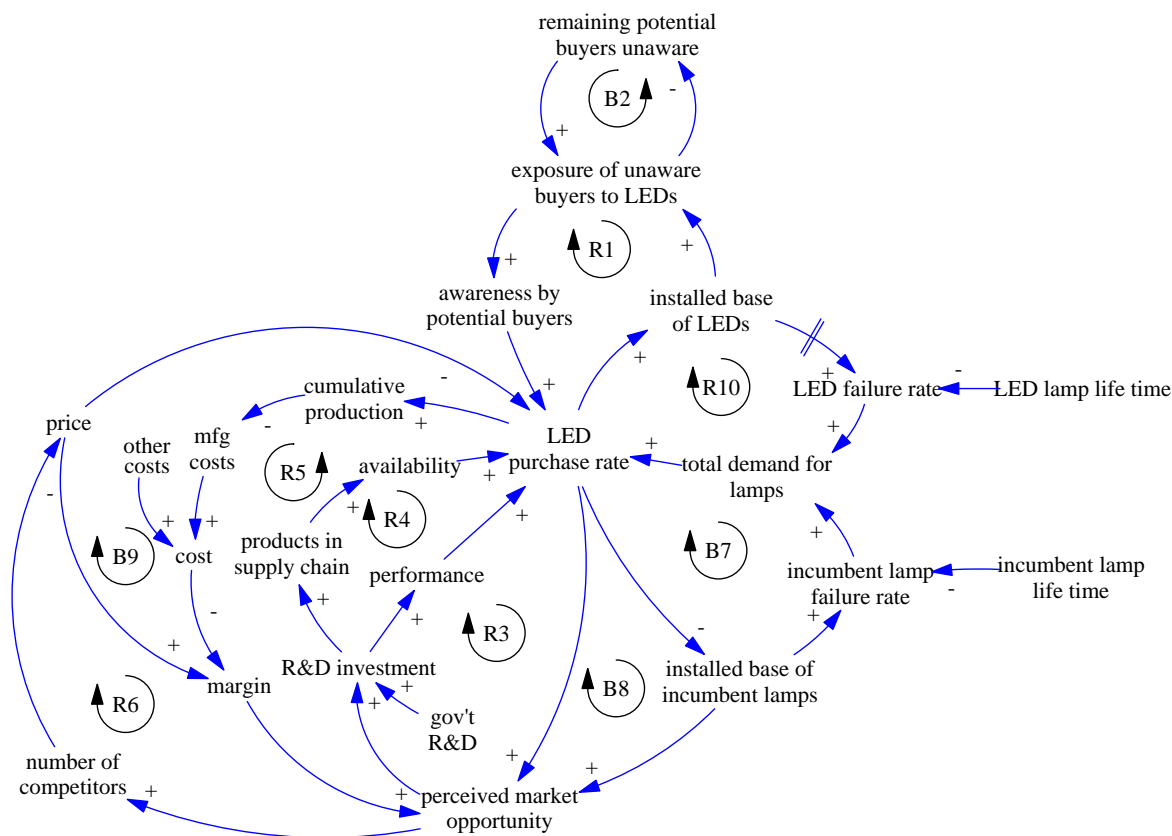 remaining potential
buyers unaware
B2
-
+
exposure of unaware
buyers to LEDs
R1
+
+
awareness by
potential buyers
installed base
of LEDs
+
R10
+
-
-
cumulative
production
+
LED failure rate
LED lamp life time
price
+
+
-
other
costs
mfg
costs
LED
purchase rate
+
R5
availability
+
total demand for
lamps
-
+
R4
+
+
+
B9
cost
products in
supply chain
+
B7
+
performance
incumbent lamp
failure rate
-
incumbent lamp
life time
-
+
+
R3
-
+
+
R&D investment
B8
installed base of
incumbent lamps
margin
+
+
R6
gov't
R&D
number of
competitors
+
+
+
+
perceived market
opportunity